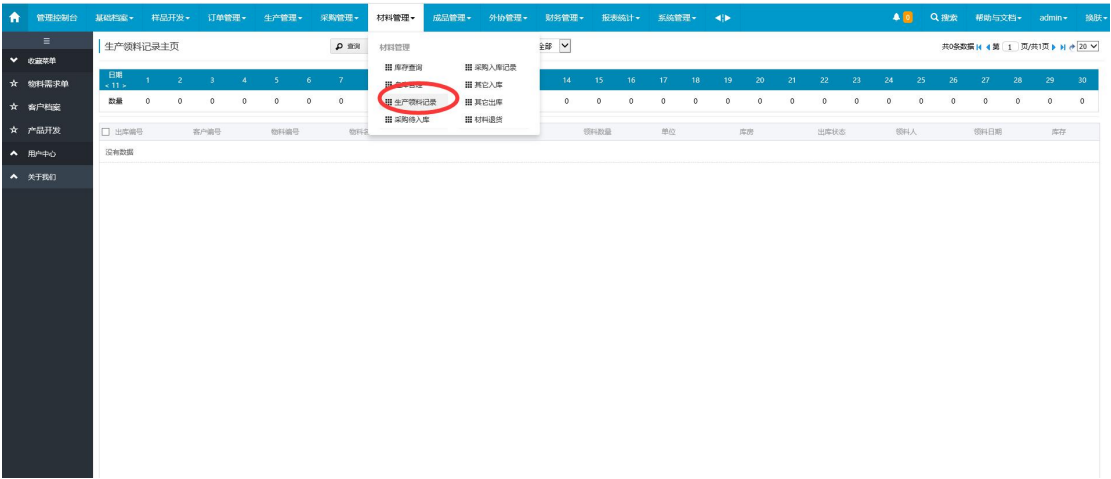 管理控制台 基础档案 样品开发 订单管理 生产管理 采购管理 材料管理 成品管理 外协管理 财务管理 报表统计 系统管理 0 搜索 帮助与文档 admin 换肤
生产领料记录主页 查询 全部 共0条数据 第 1 页/共1页 20
收藏菜单
物料需求单
客户档案
产品开发
用户中心
关于我们
材料管理
库存查询 采购入库记录
其它入库
生产领料记录 其它出库
采购待入库 材料退货
日期 1 2 3 4 5 6 7 14 15 16 17 18 19 20 21 22 23 24 25 26 27 28 29 30
< 11 >
数量 0 0 0 0 0 0 0 0 0 0 0 0 0 0 0 0 0 0 0 0 0 0 0 0
出库编号 客户编号 物料编号 领料数量 单位 库房 出库状态 领料人 领料日期 库存
没有数据